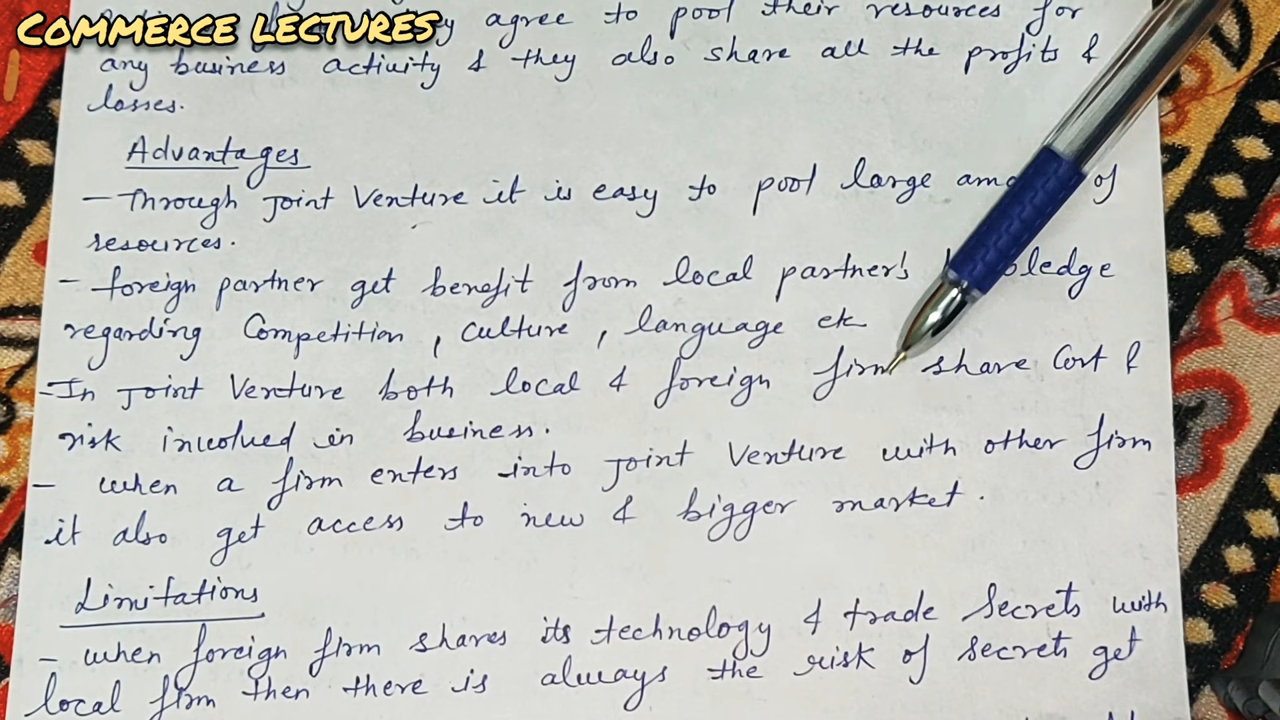 COMMERCE LECTURES
agree to pool their resources for
any business activity & they also share all the profits &
losses.
Advantages
- Through Joint Venture it is easy to pool large of
resources.
- foreign partner get benefit from local partner's
regarding Competition, culture, language etc
- In Joint Venture both local & foreign firm share Cost &
risk involved in business.
- when a firm enters into Joint Venture with other firm
it also get access to new & bigger market.
Limitations
- when foreign firm shares its technology & trade Secrets with
local firm then there is always the risk of secrets get